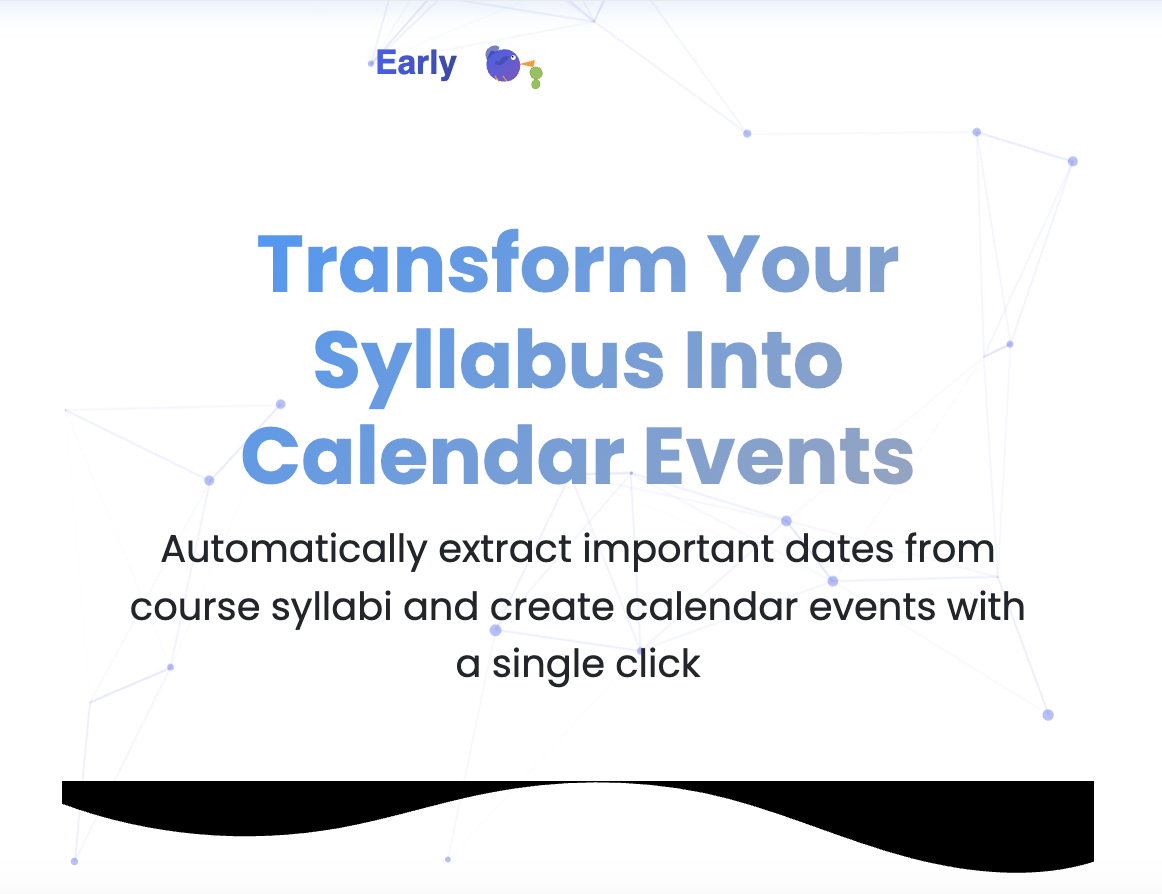 Early
Transform Your
Syllabus Into
Calendar Events
Automatically extract important dates from
course syllabi and create calendar events with
a single click